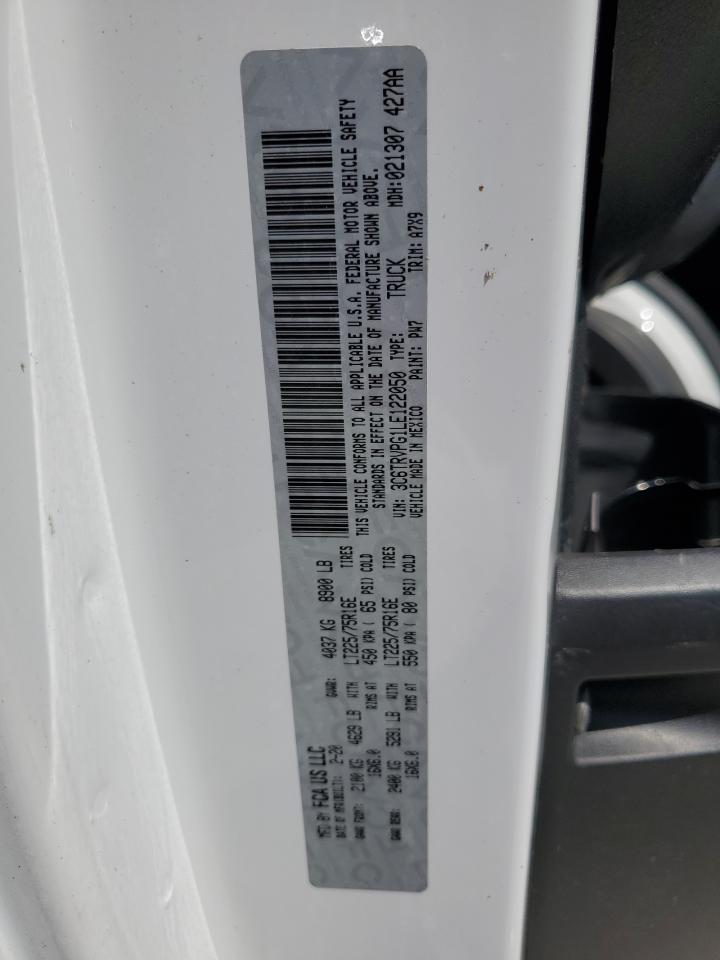 MFD BY FCA US LLC
DATE OF MFR(BUILT): 2-20 GVWR: 4037 KG 8900 LB
GAWR FRONT: 2100 KG 4629 LB WITH LT225/75R16E TIRES
16X6.0 RIMS AT 450 KPA ( 65 PSI) COLD
GAWR REAR: 2400 KG 5291 LB WITH LT225/75R16E TIRES
16X6.0 RIMS AT 550 KPA ( 80 PSI) COLD
THIS VEHICLE CONFORMS TO ALL APPLICABLE U.S.A. FEDERAL MOTOR VEHICLE SAFETY
STANDARDS IN EFFECT ON THE DATE OF MANUFACTURE SHOWN ABOVE.
VIN: 3C6TRVPG1LE122050 TYPE: TRUCK MDH:021307 427AA
VEHICLE MADE IN MEXICO PAINT: PW7 TRIM: A7X9